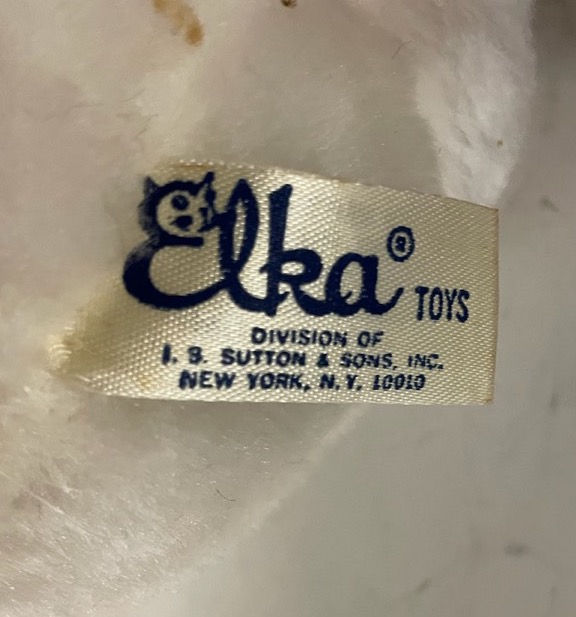 Elka® TOYS
DIVISION OF
I. S. SUTTON & SONS, INC.
NEW YORK, N.Y. 10010